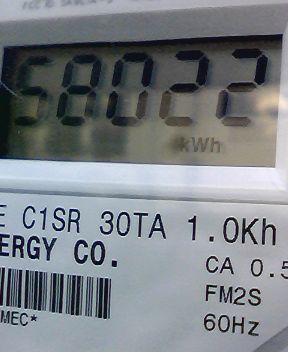 58022
kWh
E C1SR 30TA 1.0Kh
ERGY CO.
CA 0.5
FM2S
MEC*
60Hz